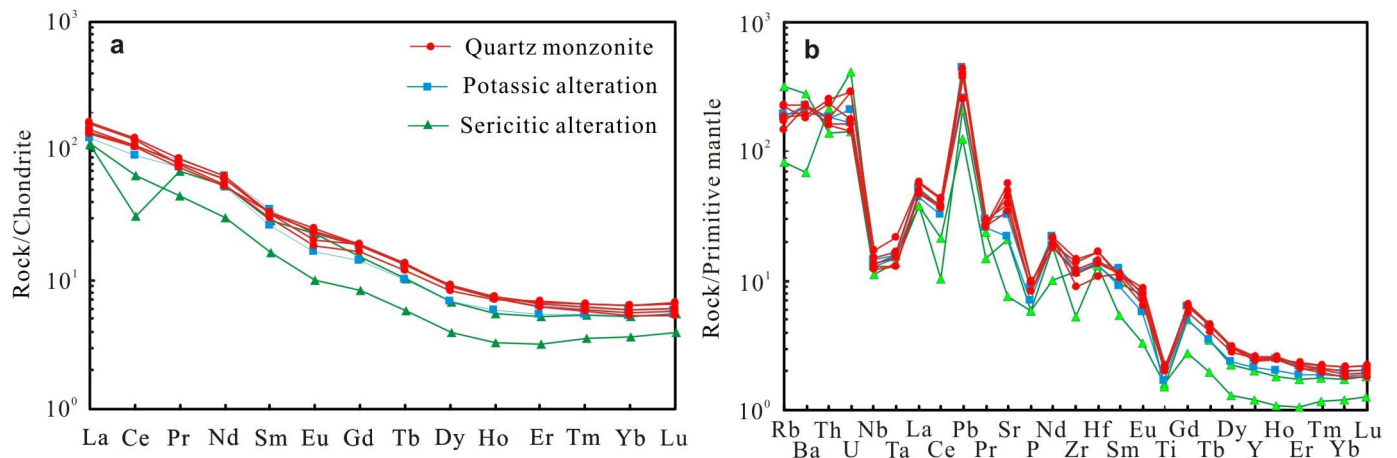 a
Rock/Chondrite
10³
10²
10¹
10⁰
Quartz monzonite
Potassic alteration
Sericitic alteration
La Ce Pr Nd Sm Eu Gd Tb Dy Ho Er Tm Yb Lu
b
Rock/Primitive mantle
10³
10²
10¹
10⁰
Rb Th Nb La Pb Sr Nd Hf Eu Gd Dy Ho Tm Lu
Ba U Ta Ce Pr P Zr Sm Ti Tb Y Er Yb